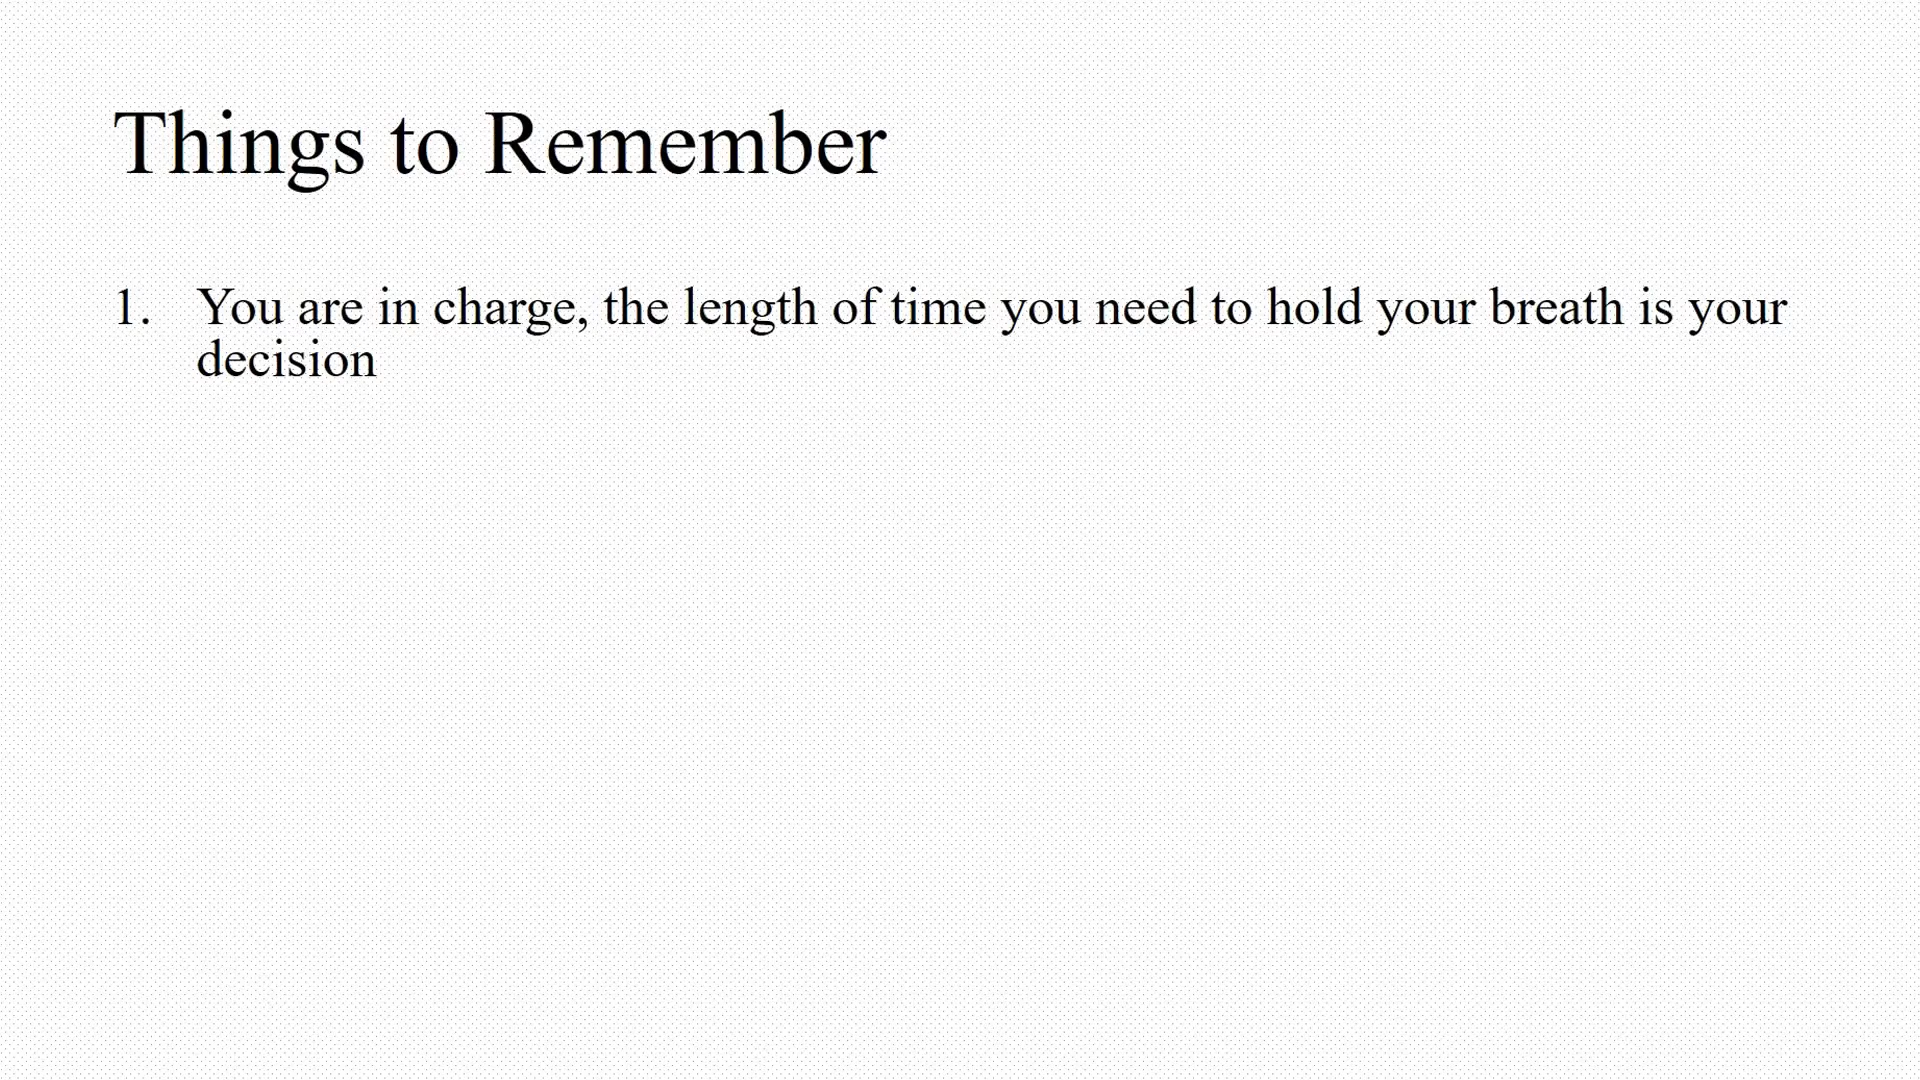 Things to Remember
1. You are in charge, the length of time you need to hold your breath is your
decision